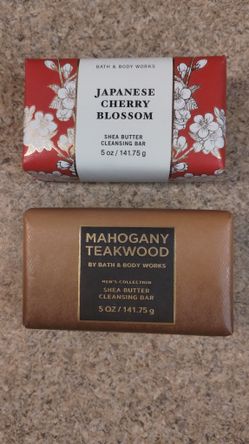 BATH & BODY WORKS
JAPANESE
CHERRY
BLOSSOM
SHEA BUTTER
CLEANSING BAR
5 oz / 141.75 g
MAHOGANY
TEAKWOOD
BY BATH & BODY WORKS
MEN'S COLLECTION
SHEA BUTTER
CLEANSING BAR
5 OZ / 141.75 g